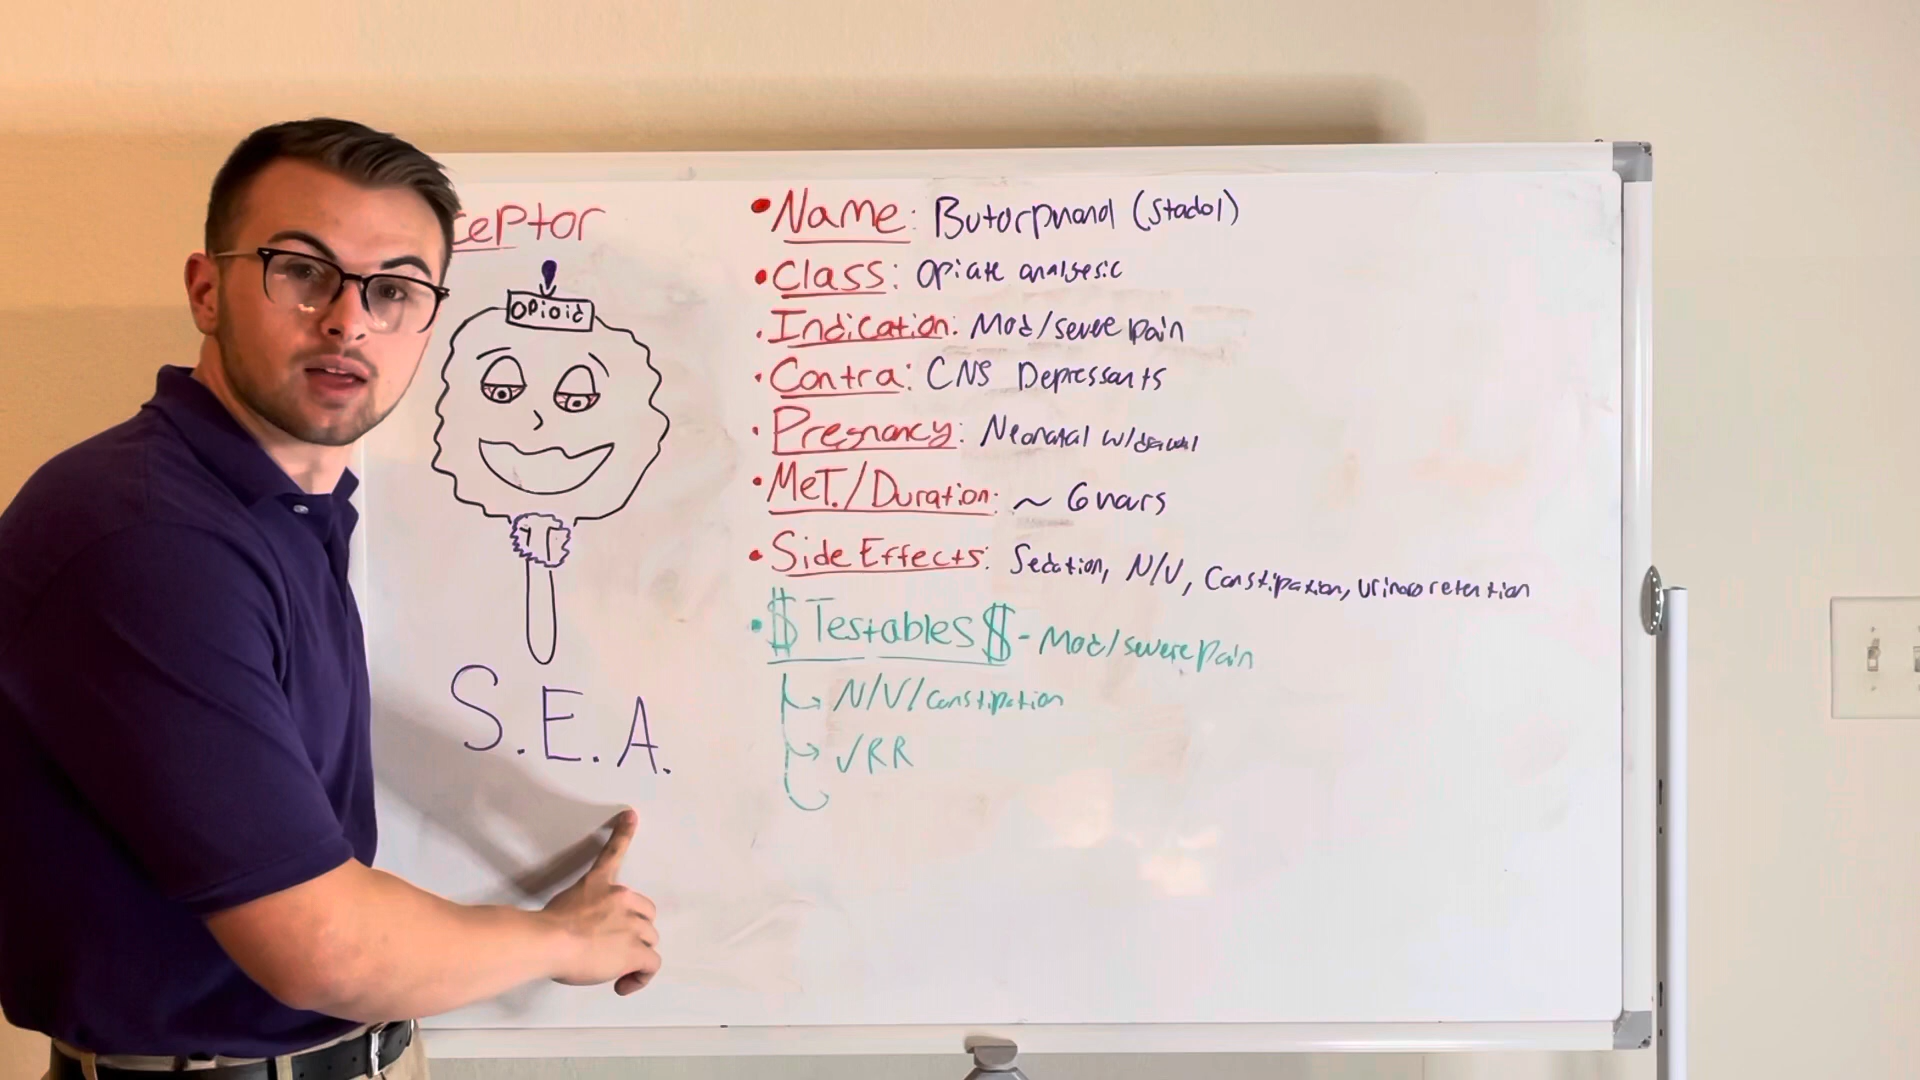 ceptor
opioid
S.E.A.
•Name: Butorphanol (Stadol)
•Class: opiate analgesic
•Indication: Mod/severe pain
•Contra: CNS Depressants
•Pregnancy: Neonatal w/drawal
•MeT./Duration: ~ 6 hours
•Side Effects: Sedation, N/V, Constipation, urinary retention
•$Testables$ - Mod/severe pain
→ N/V/constipation
→ √RR